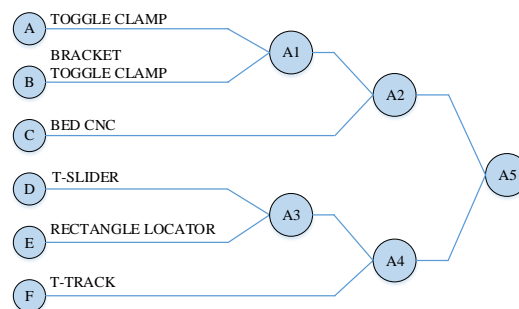 A TOGGLE CLAMP
A1
BRACKET
B TOGGLE CLAMP
A2
C BED CNC
A5
D T-SLIDER
A3
E RECTANGLE LOCATOR
A4
F T-TRACK